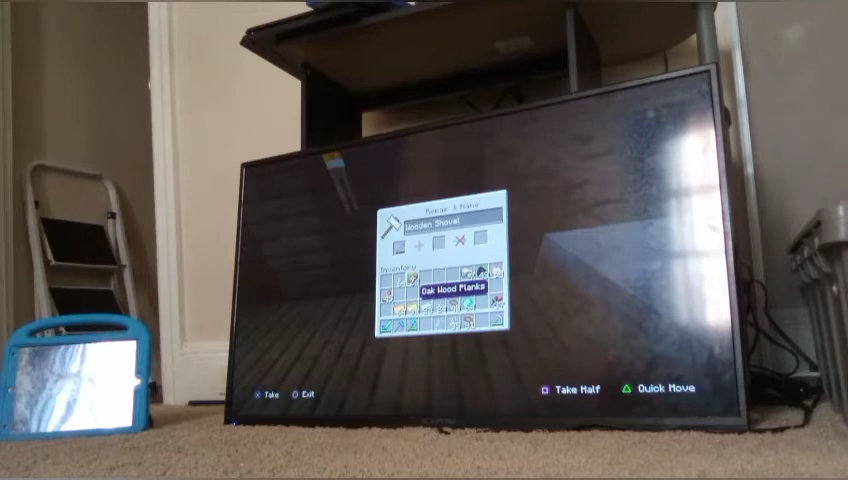 Repair & Name
Wooden Shovel
Inventory
Oak Wood Planks
Take
Exit
Take Half
Quick Move